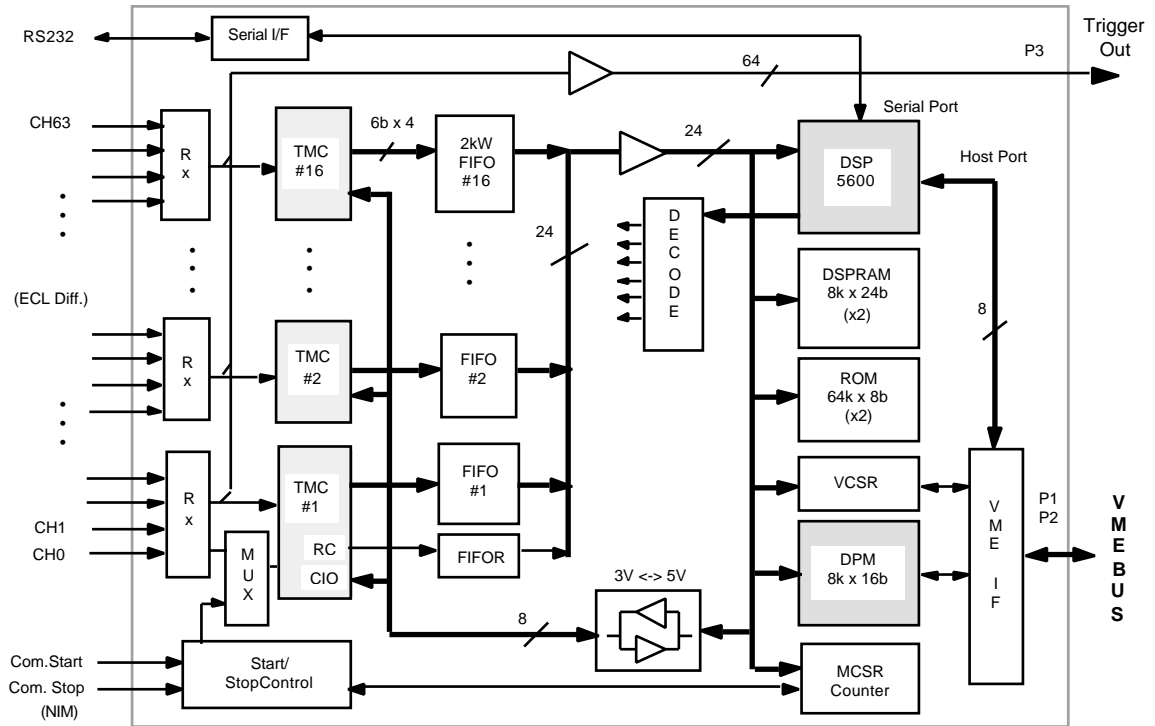 RS232
Serial I/F
64
P3
Trigger
Out
Serial Port
CH63
R
x
TMC
#16
6b x 4
2kW
FIFO
#16
24
DSP
5600
Host Port
24
D
E
C
O
D
E
DSPRAM
8k x 24b
(x2)
8
(ECL Diff.)
R
x
TMC
#2
FIFO
#2
ROM
64k x 8b
(x2)
R
x
TMC
#1
FIFO
#1
VCSR
V
M
E
I
F
P1
P2
V
M
E
B
U
S
CH1
CH0
M
U
X
RC
CIO
FIFOR
DPM
8k x 16b
3V <-> 5V
8
Com.Start
Com. Stop
(NIM)
Start/
StopControl
MCSR
Counter